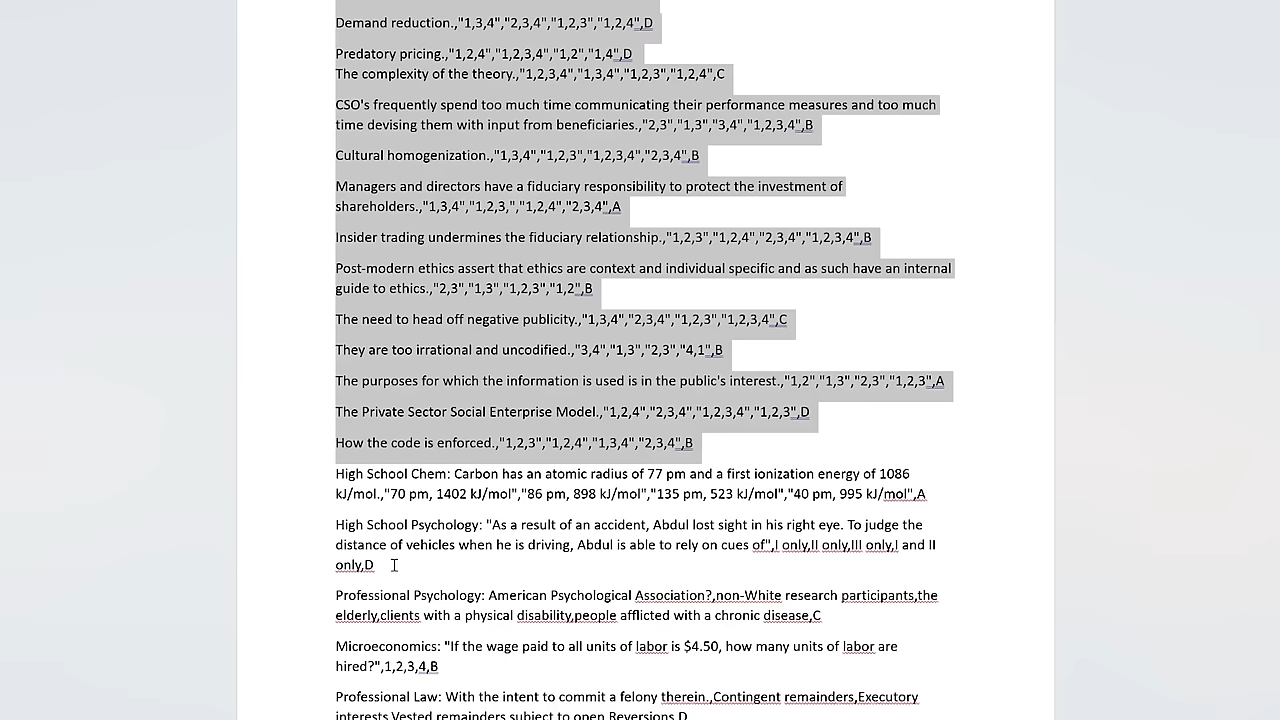 Demand reduction.,"1,3,4","2,3,4","1,2,3","1,2,4",D
Predatory pricing.,"1,2,4","1,2,3,4","1,2","1,4",D
The complexity of the theory.,"1,2,3,4","1,3,4","1,2,3","1,2,4",C
CSO's frequently spend too much time communicating their performance measures and too much
time devising them with input from beneficiaries.,"2,3","1,3","3,4","1,2,3,4",B
Cultural homogenization.,"1,3,4","1,2,3","1,2,3,4","2,3,4",B
Managers and directors have a fiduciary responsibility to protect the investment of
shareholders.,"1,3,4","1,2,3,","1,2,4","2,3,4",A
Insider trading undermines the fiduciary relationship.,"1,2,3","1,2,4","2,3,4","1,2,3,4",B
Post-modern ethics assert that ethics are context and individual specific and as such have an internal
guide to ethics.,"2,3","1,3","1,2,3","1,2",B
The need to head off negative publicity.,"1,3,4","2,3,4","1,2,3","1,2,3,4",C
They are too irrational and uncodified.,"3,4","1,3","2,3","4,1",B
The purposes for which the information is used is in the public's interest.,"1,2","1,3","2,3","1,2,3",A
The Private Sector Social Enterprise Model.,"1,2,4","2,3,4","1,2,3,4","1,2,3",D
How the code is enforced.,"1,2,3","1,2,4","1,3,4","2,3,4",B
High School Chem: Carbon has an atomic radius of 77 pm and a first ionization energy of 1086
kJ/mol.,"70 pm, 1402 kJ/mol","86 pm, 898 kJ/mol","135 pm, 523 kJ/mol","40 pm, 995 kJ/mol",A
High School Psychology: "As a result of an accident, Abdul lost sight in his right eye. To judge the
distance of vehicles when he is driving, Abdul is able to rely on cues of",I only,II only,III only,I and II
only,D
Professional Psychology: American Psychological Association?,non-White research participants,the
elderly,clients with a physical disability,people afflicted with a chronic disease,C
Microeconomics: "If the wage paid to all units of labor is $4.50, how many units of labor are
hired?",1,2,3,4,B
Professional Law: With the intent to commit a felony therein.,Contingent remainders,Executory
interests,Vested remainders subject to open,Reversions,D